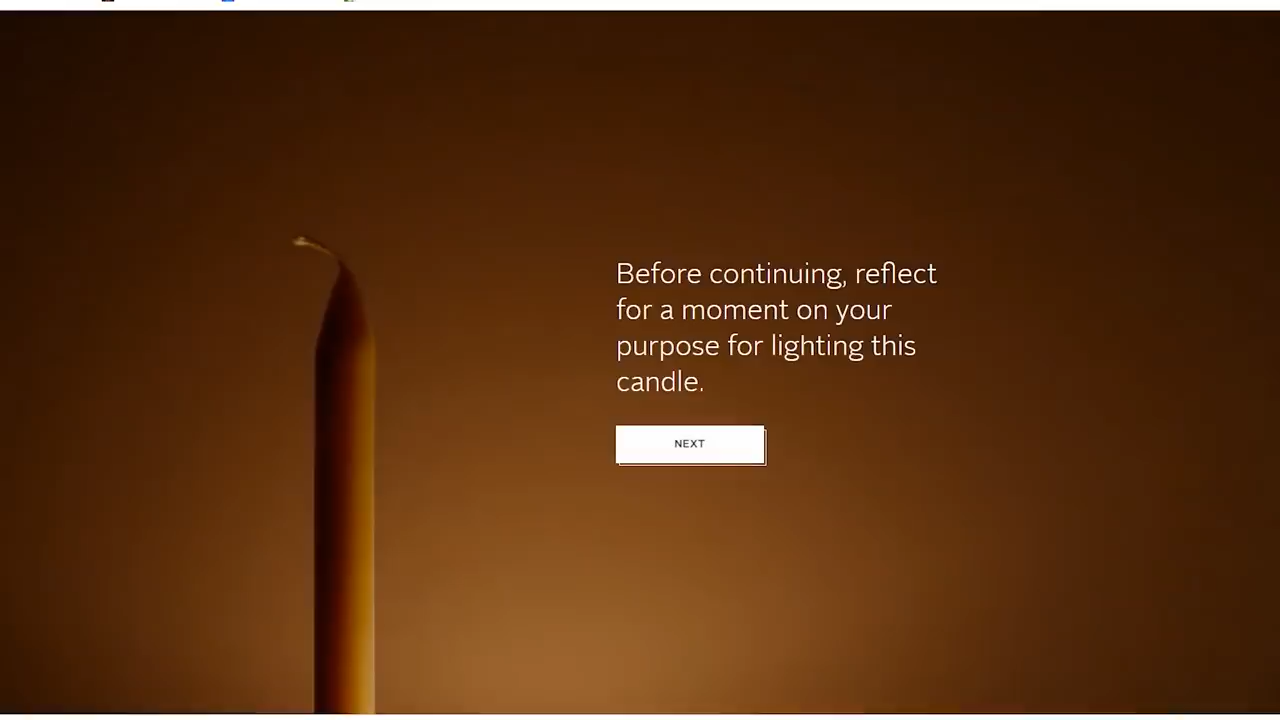 Before continuing, reflect
for a moment on your
purpose for lighting this
candle.
NEXT